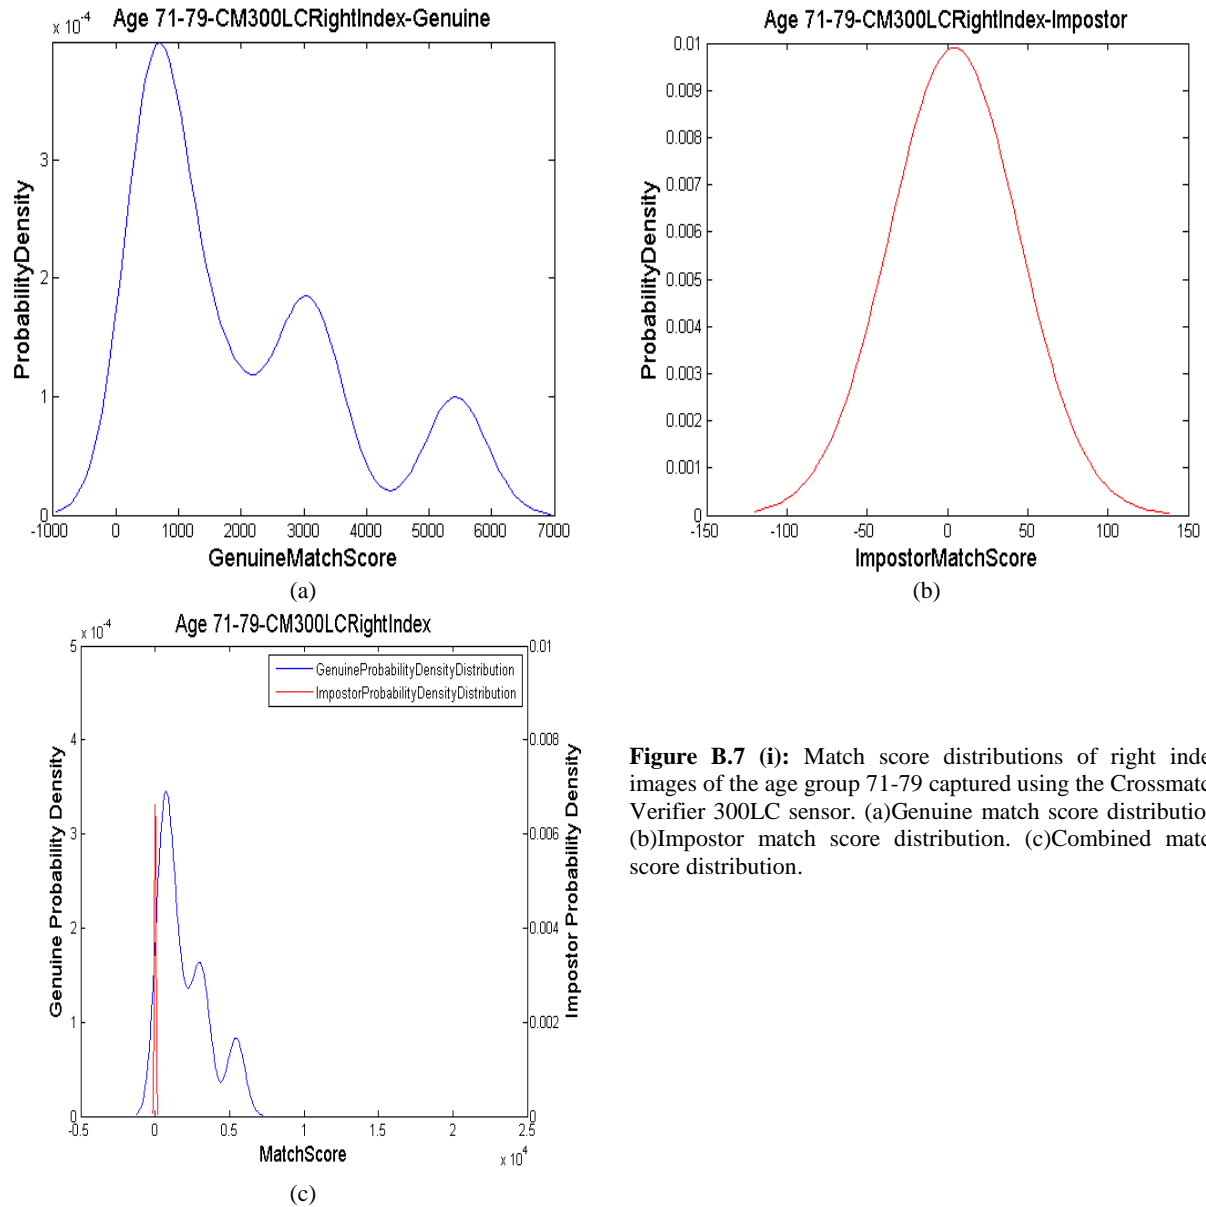 Age 71-79-CM300LCRightIndex-Genuine
x 10⁻⁴
3
2
1
0
ProbabilityDensity
-1000 0 1000 2000 3000 4000 5000 6000 7000
GenuineMatchScore
(a)
Age 71-79-CM300LCRightIndex-Impostor
0.01
0.009
0.008
0.007
0.006
0.005
0.004
0.003
0.002
0.001
0
ProbabilityDensity
-150 -100 -50 0 50 100 150
ImpostorMatchScore
(b)
Age 71-79-CM300LCRightIndex
x 10⁻⁴
5
4
3
2
1
0
Genuine Probability Density
GenuineProbabilityDensityDistribution
ImpostorProbabilityDensityDistribution
0.01
0.008
0.006
0.004
0.002
0
Impostor Probability Density
-0.5 0 0.5 1 1.5 2 2.5
x 10⁴
MatchScore
(c)
Figure B.7 (i): Match score distributions of right inde
images of the age group 71-79 captured using the Crossmatc
Verifier 300LC sensor. (a)Genuine match score distribution
(b)Impostor match score distribution. (c)Combined matc
score distribution.